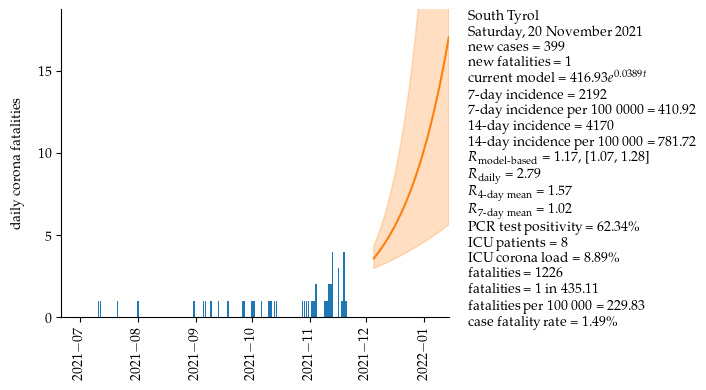 daily corona fatalities
15
10
5
0
2021−07
2021−08
2021−09
2021−10
2021−11
2021−12
2022−01
South Tyrol
Saturday, 20 November 2021
new cases = 399
new fatalities = 1
current model = 416.93e^0.0389t
7-day incidence = 2192
7-day incidence per 100 0000 = 410.92
14-day incidence = 4170
14-day incidence per 100 000 = 781.72
R_model-based = 1.17, [1.07, 1.28]
R_daily = 2.79
R_4-day mean = 1.57
R_7-day mean = 1.02
PCR test positivity = 62.34%
ICU patients = 8
ICU corona load = 8.89%
fatalities = 1226
fatalities = 1 in 435.11
fatalities per 100 000 = 229.83
case fatality rate = 1.49%